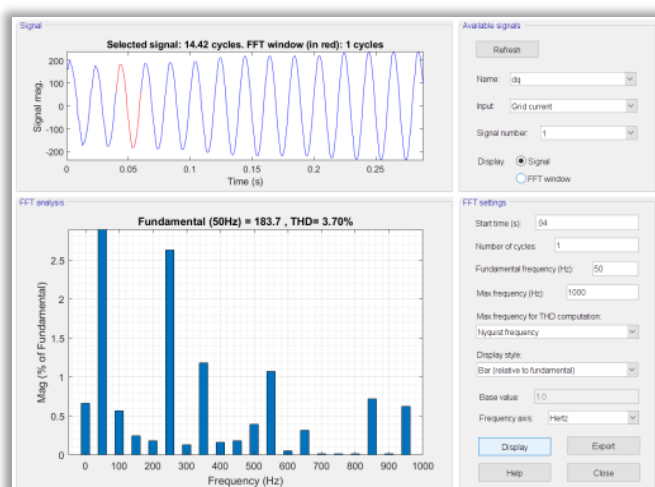 Signal
Selected signal: 14.42 cycles. FFT window (in red): 1 cycles
Signal mag.
200
100
0
-100
-200
0
0.05
0.1
0.15
0.2
0.25
Time (s)
FFT analysis
Fundamental (50Hz) = 183.7 , THD= 3.70%
Mag (% of Fundamental)
2.5
2
1.5
1
0.5
0
0
100
200
300
400
500
600
700
800
900
1000
Frequency (Hz)
Available signals
Refresh
Name:
dq
Input:
Grid current
Signal number:
1
Display:
Signal
FFT window
FFT settings
Start time (s):
04
Number of cycles:
1
Fundamental frequency (Hz):
50
Max frequency (Hz):
1000
Max frequency for THD computation:
Nyquist frequency
Display style:
Bar (relative to fundamental)
Base value:
1.0
Frequency axis:
Hertz
Display
Export
Help
Close